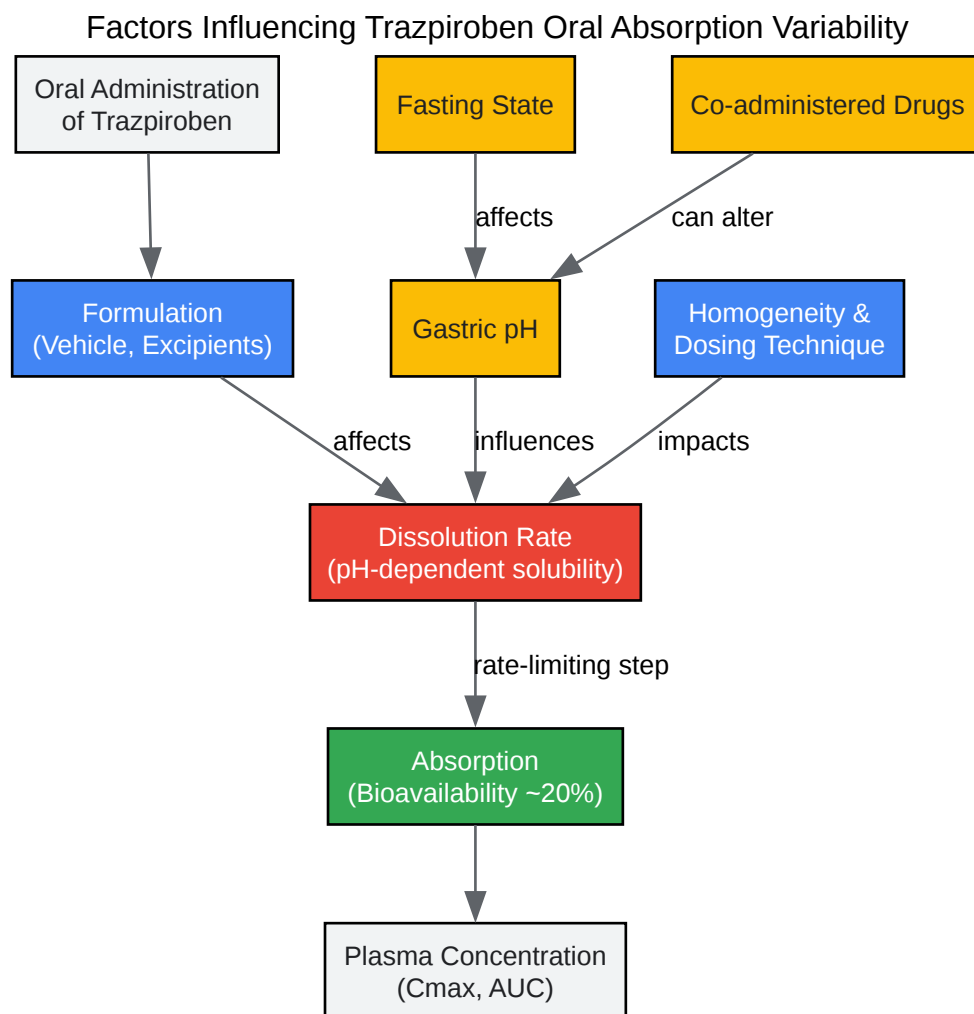 Factors Influencing Trazpiroben Oral Absorption Variability
Oral Administration
of Trazpiroben
Fasting State
Co-administered Drugs
affects
can alter
Formulation
(Vehicle, Excipients)
Gastric pH
Homogeneity &
Dosing Technique
affects
influences
impacts
Dissolution Rate
(pH-dependent solubility)
rate-limiting step
Absorption
(Bioavailability ~20%)
Plasma Concentration
(Cmax, AUC)